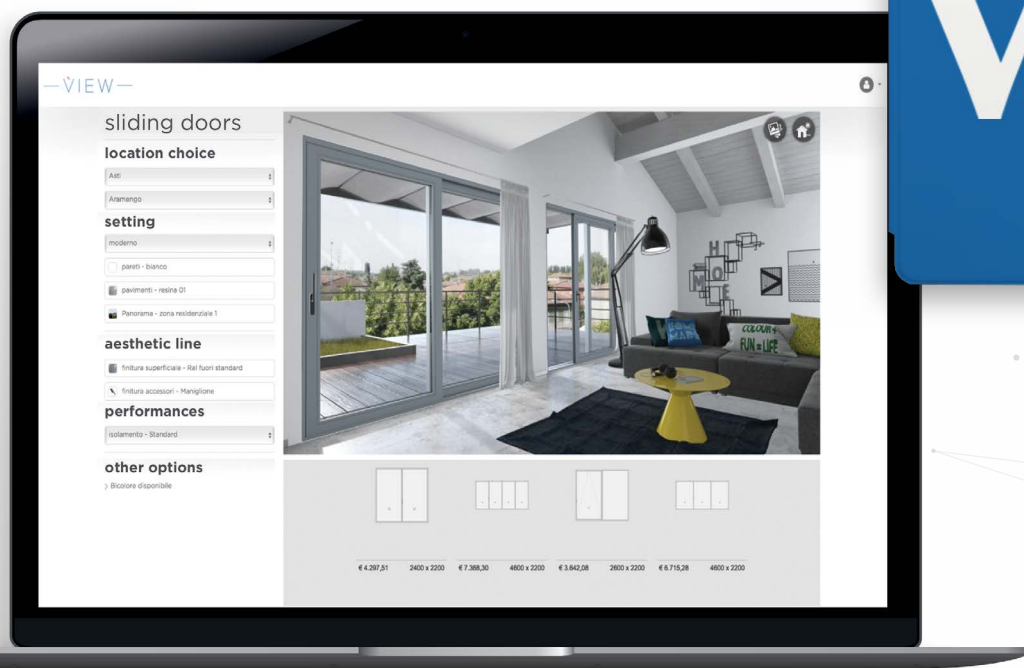 VIEW
V
sliding doors
location choice
Asti
Aramengo
setting
moderno
pareti - bianco
pavimenti - resina 01
Panorama - zona residenziale 1
aesthetic line
finitura superficiale - Ral fuori standard
finitura accessori - Maniglione
performances
isolamento - Standard
other options
> Bicolore disponibile
HOME
COLOUR +
FUN = LIFE
€ 4.297,51 2400 x 2200 € 7.388,30 4600 x 2200 € 3.642,08 2600 x 2200 € 6.715,28 4600 x 2200